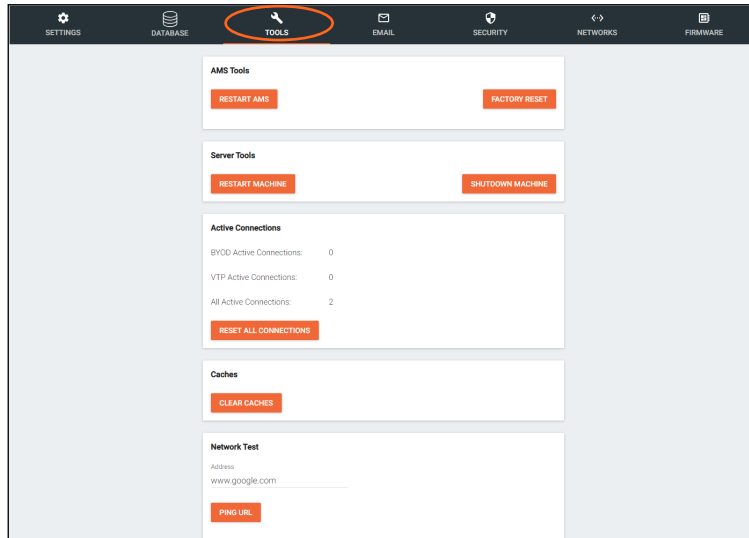 SETTINGS DATABASE TOOLS EMAIL SECURITY NETWORKS FIRMWARE
AMS Tools
RESTART AMS FACTORY RESET
Server Tools
RESTART MACHINE SHUTDOWN MACHINE
Active Connections
BYOD Active Connections: 0
VTP Active Connections: 0
All Active Connections: 2
RESET ALL CONNECTIONS
Caches
CLEAR CACHES
Network Test
Address
www.google.com
PING URL